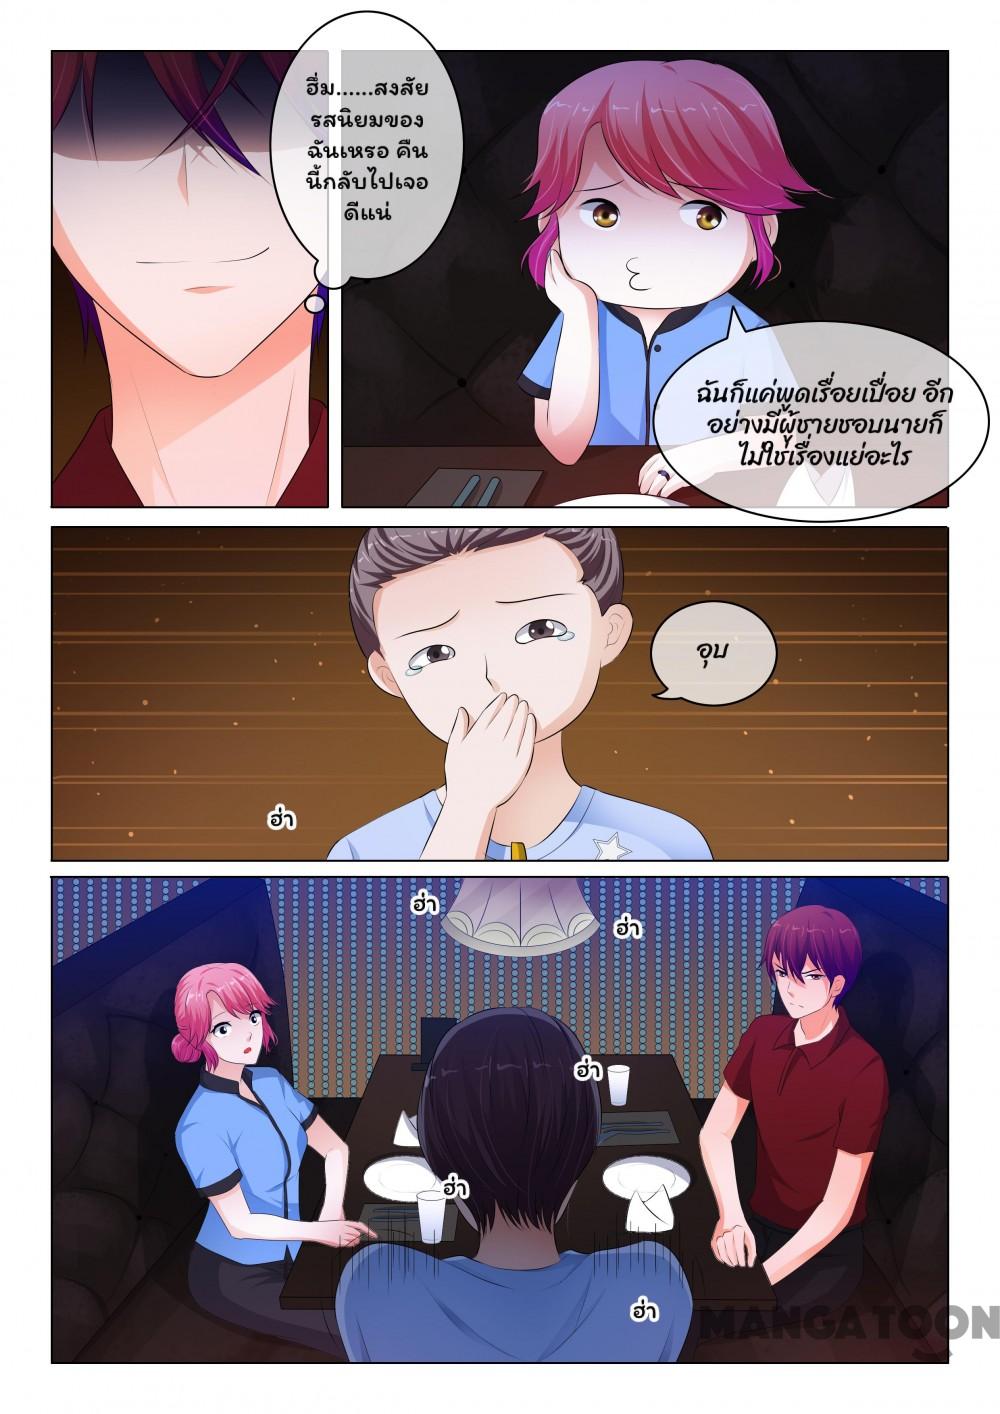 ฮึ่ม......สงสัย
รสนิยมของ
ฉันเหรอ คืน
นี้กลับไปเจอ
ดีแน่
ฉันก็แค่พูดเรื่อยเปื่อย อีก
อย่างมีผู้ชายชอบนายก็
ไม่ใช่เรื่องแย่อะไร
อุบ
ฮ่า
ฮ่า
ฮ่า
ฮ่า
ฮ่า
ฮ่า
MANGATOON